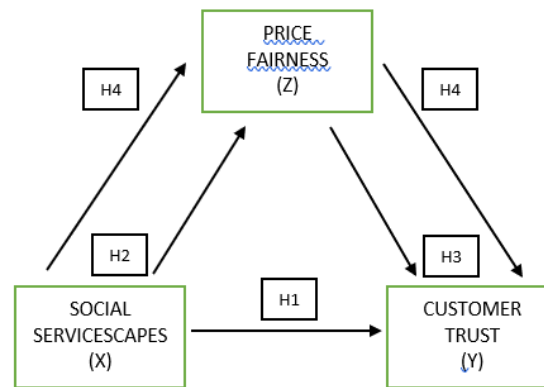 PRICE
FAIRNESS
(Z)
H4
H4
H2
H3
H1
SOCIAL
SERVICESCAPES
(X)
CUSTOMER
TRUST
(Y)